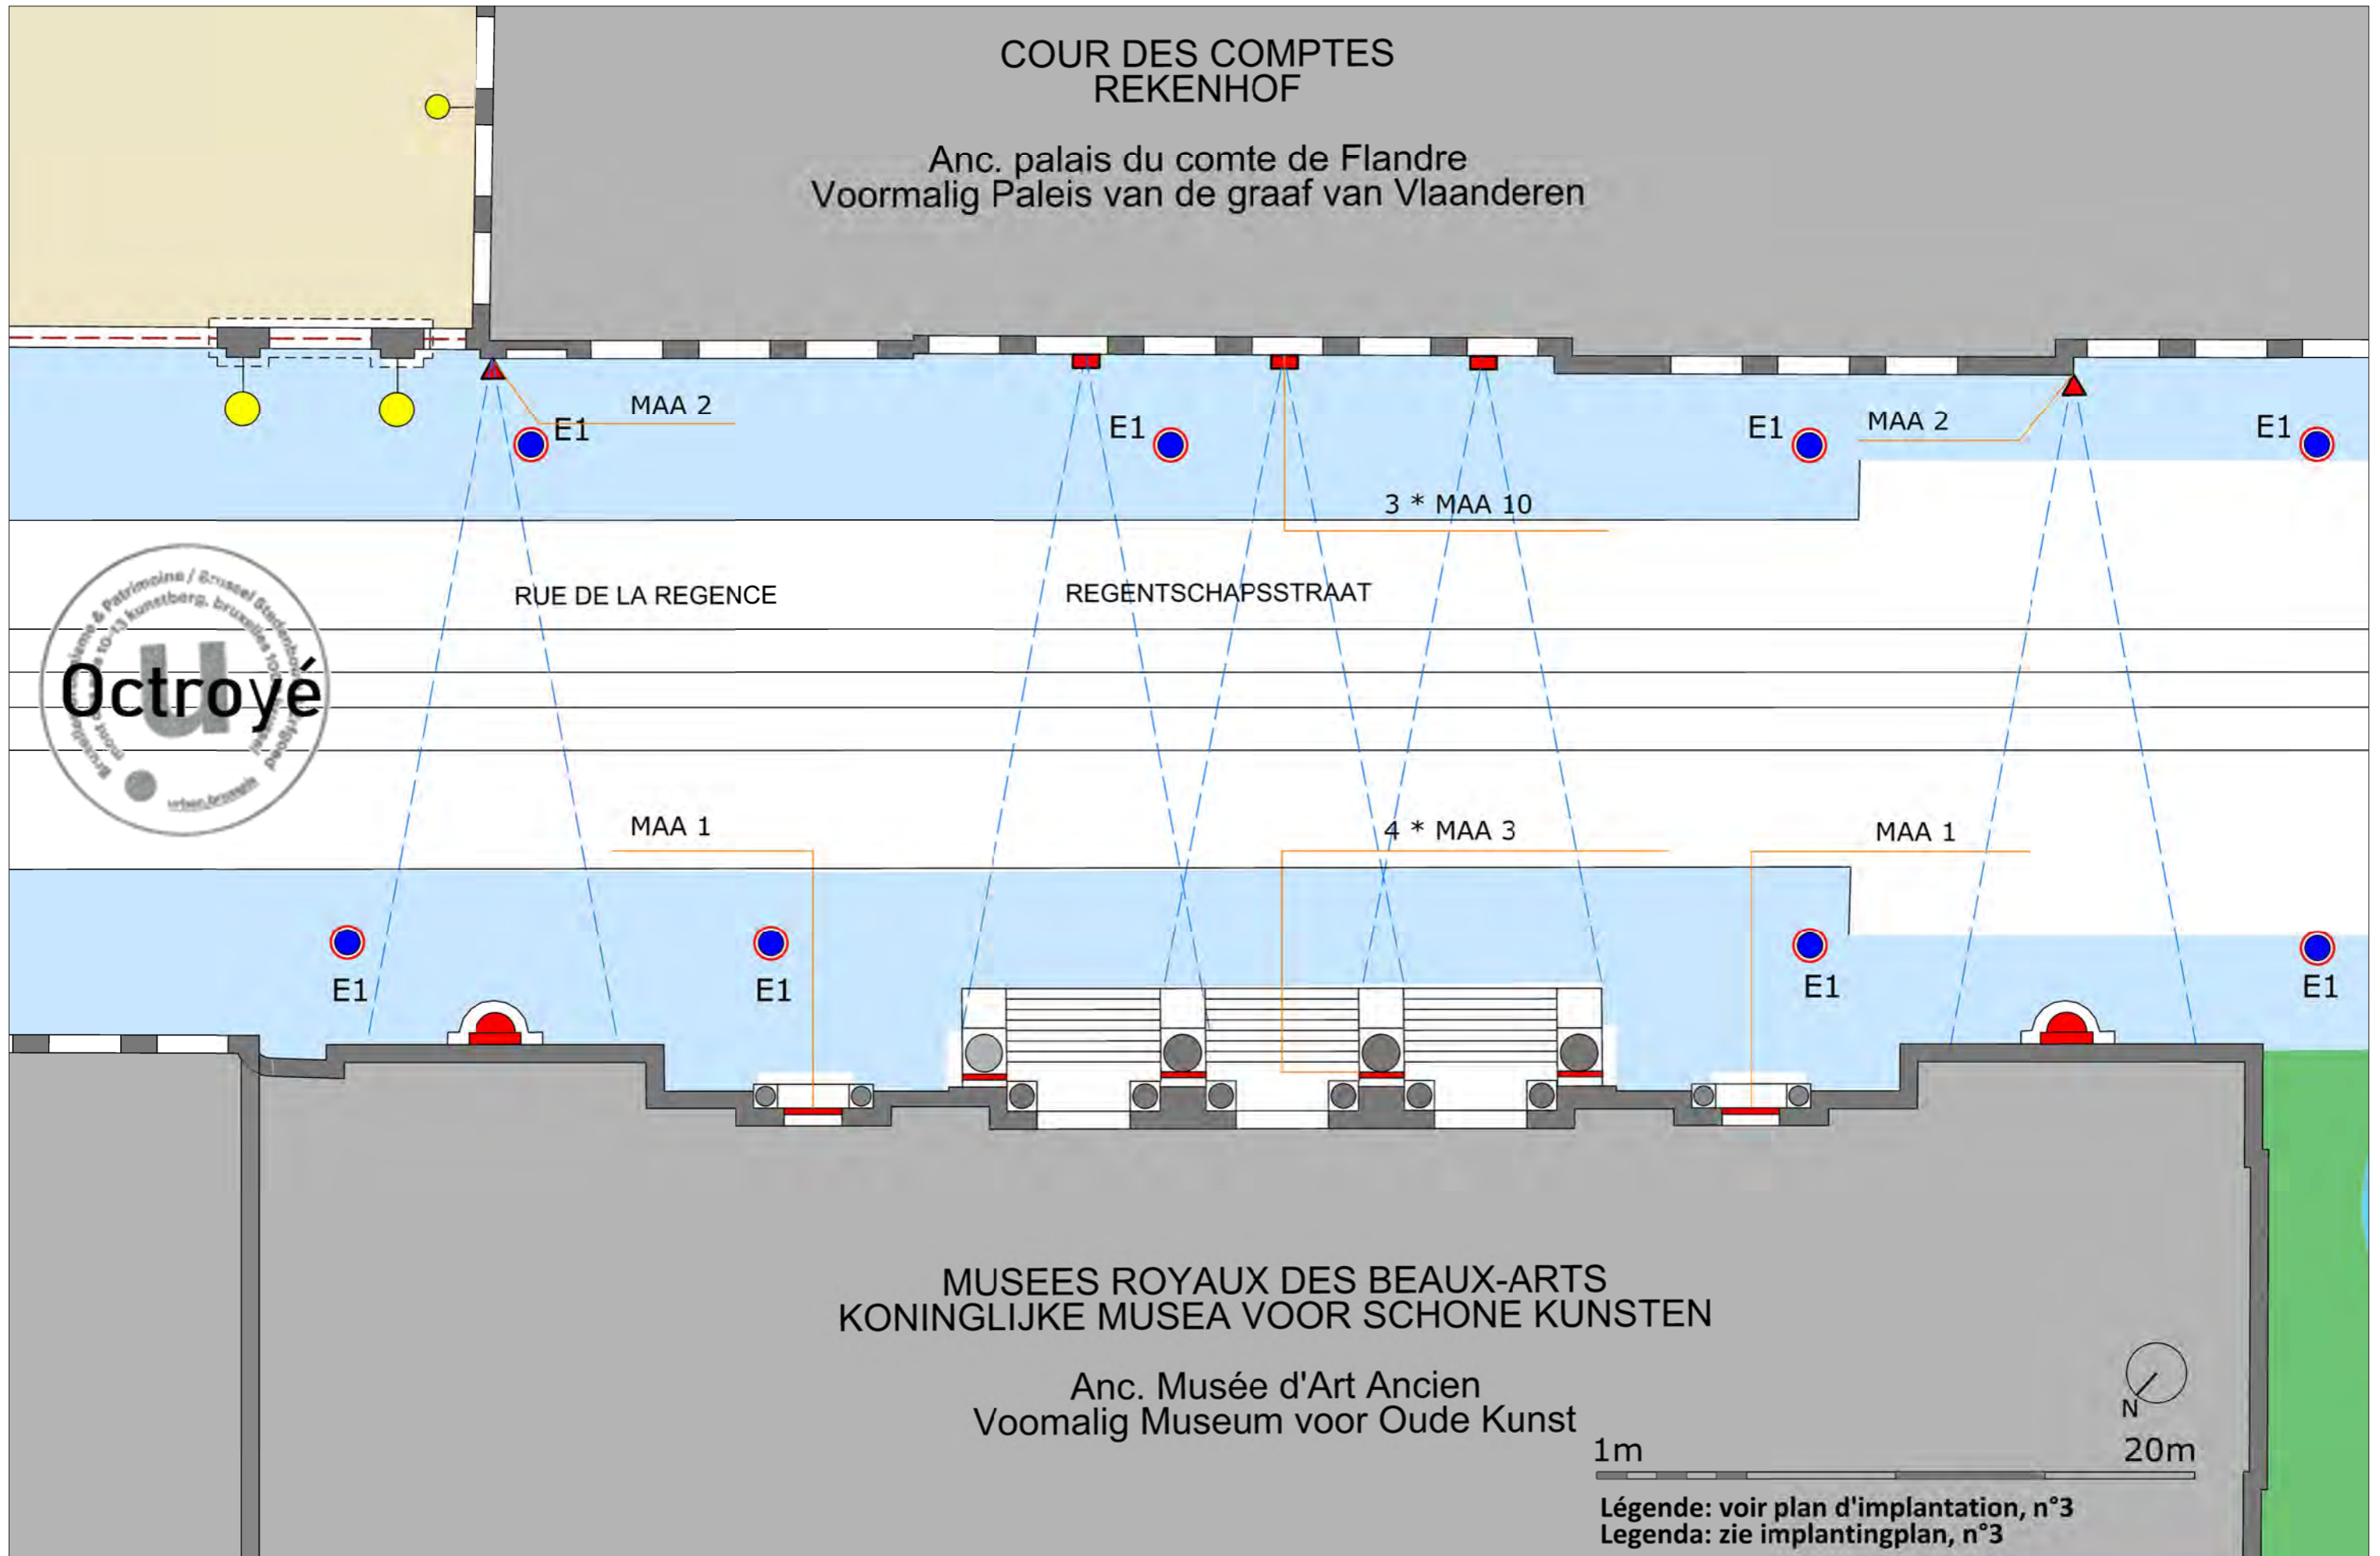 COUR DES COMPTES
REKENHOF
Anc. palais du comte de Flandre
Voormalig Paleis van de graaf van Vlaanderen
MAA 2
E1
E1
E1
MAA 2
E1
3 * MAA 10
RUE DE LA REGENCE
REGENTSCHAPSSTRAAT
Octroyé
u
urban.brussels
MAA 1
4 * MAA 3
MAA 1
E1
E1
E1
E1
MUSEES ROYAUX DES BEAUX-ARTS
KONINGLIJKE MUSEA VOOR SCHONE KUNSTEN
Anc. Musée d'Art Ancien
Voomalig Museum voor Oude Kunst
N
1m
20m
Légende: voir plan d'implantation, n°3
Legenda: zie implantingplan, n°3